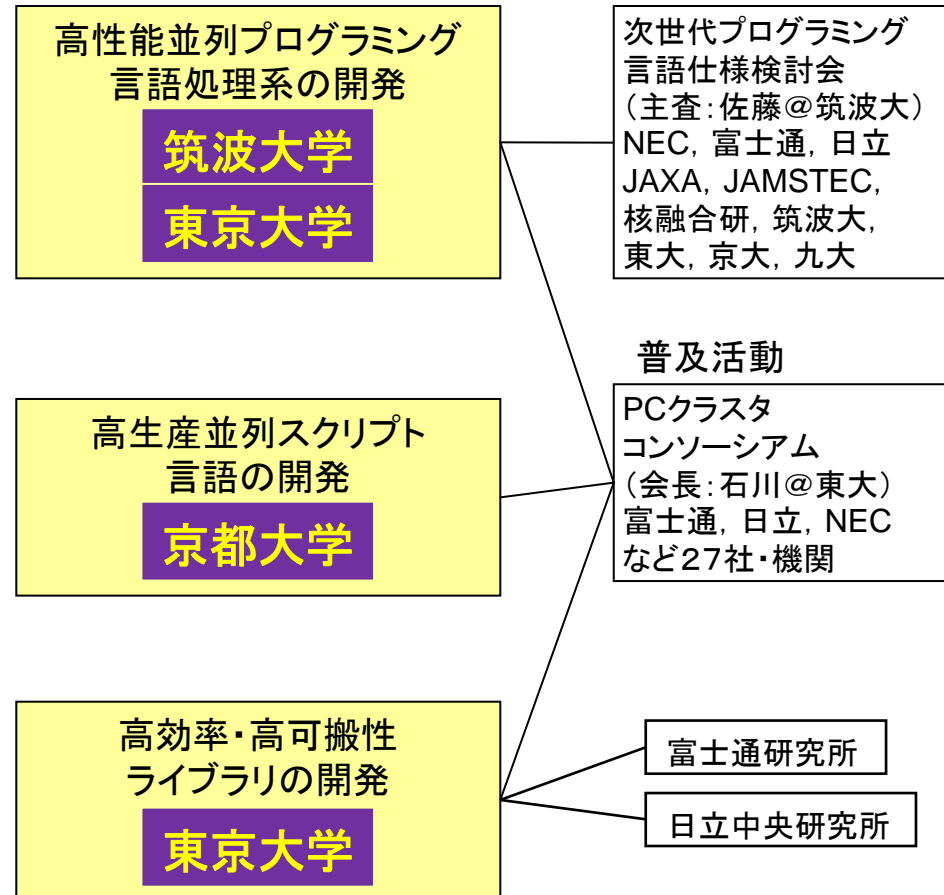 高性能並列プログラミング
言語処理系の開発
筑波大学
東京大学
次世代プログラミング
言語仕様検討会
（主査：佐藤＠筑波大）
NEC, 富士通, 日立
JAXA, JAMSTEC,
核融合研, 筑波大,
東大, 京大, 九大
普及活動
PCクラスタ
コンソーシアム
（会長：石川＠東大）
富士通, 日立, NEC
など２７社・機関
高生産並列スクリプト
言語の開発
京都大学
高効率・高可搬性
ライブラリの開発
東京大学
富士通研究所
日立中央研究所